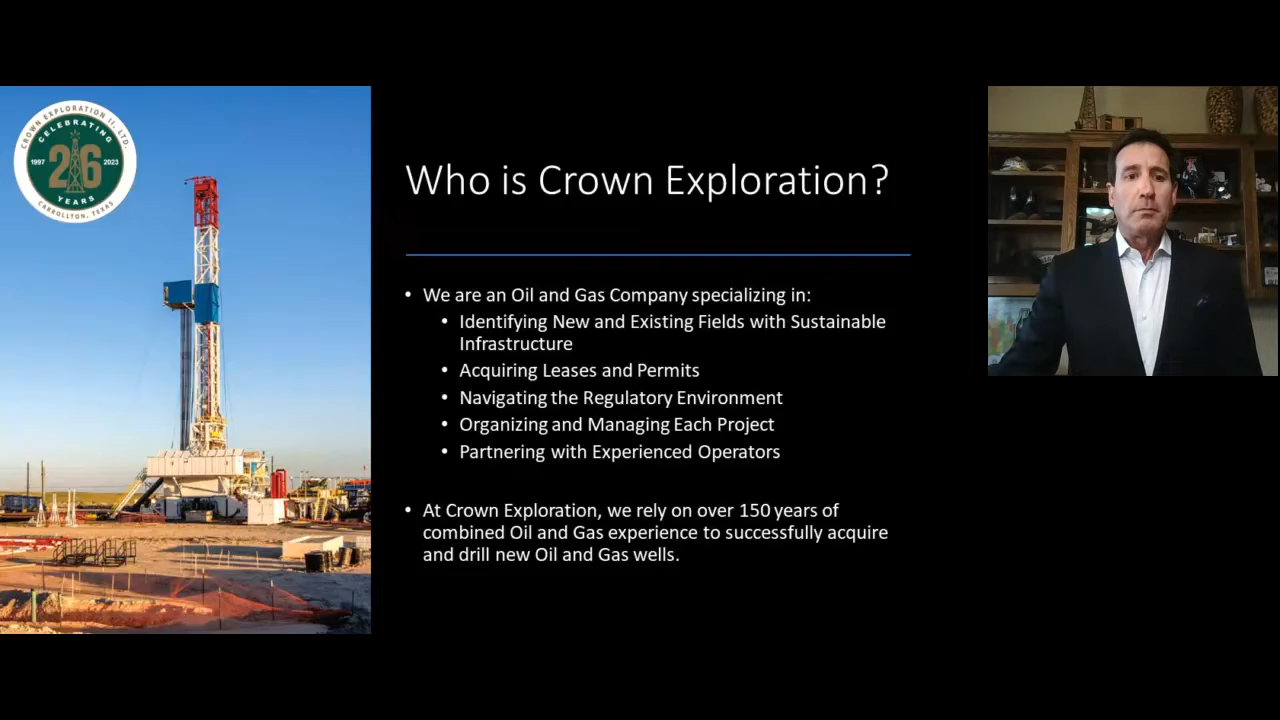 CROWN EXPLORATION II, LTD.
CELEBRATING
1997 26 2023
YEARS
CARROLLTON, TEXAS
Who is Crown Exploration?
• We are an Oil and Gas Company specializing in:
• Identifying New and Existing Fields with Sustainable
Infrastructure
• Acquiring Leases and Permits
• Navigating the Regulatory Environment
• Organizing and Managing Each Project
• Partnering with Experienced Operators
• At Crown Exploration, we rely on over 150 years of
combined Oil and Gas experience to successfully acquire
and drill new Oil and Gas wells.